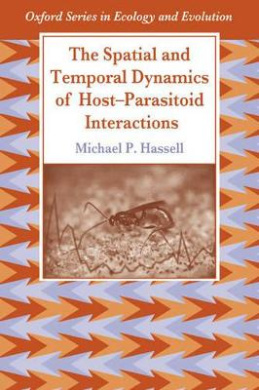 Oxford Series in Ecology and Evolution
The Spatial and
Temporal Dynamics
of Host–Parasitoid
Interactions
Michael P. Hassell